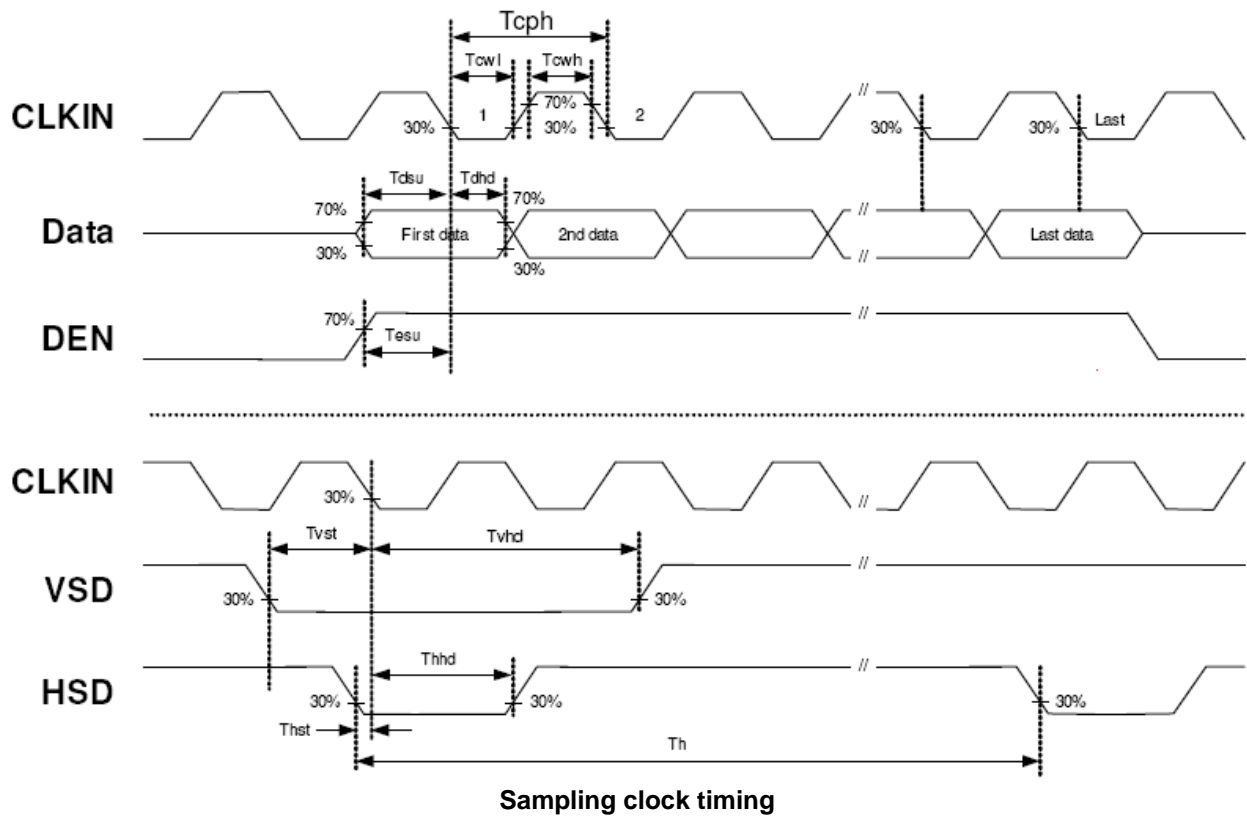 Tcph
Tcwl Tcwh
CLKIN 30% 1 70% 30% 2 // 30% 30% Last
Tdsu Tdhd
70% 70%
Data First data 2nd data // // Last data
30% 30%
70% //
DEN Tesu
CLKIN 30% //
Tvst Tvhd
VSD 30% 30% //
Thhd //
HSD 30% 30% 30%
Thst
Th
Sampling clock timing